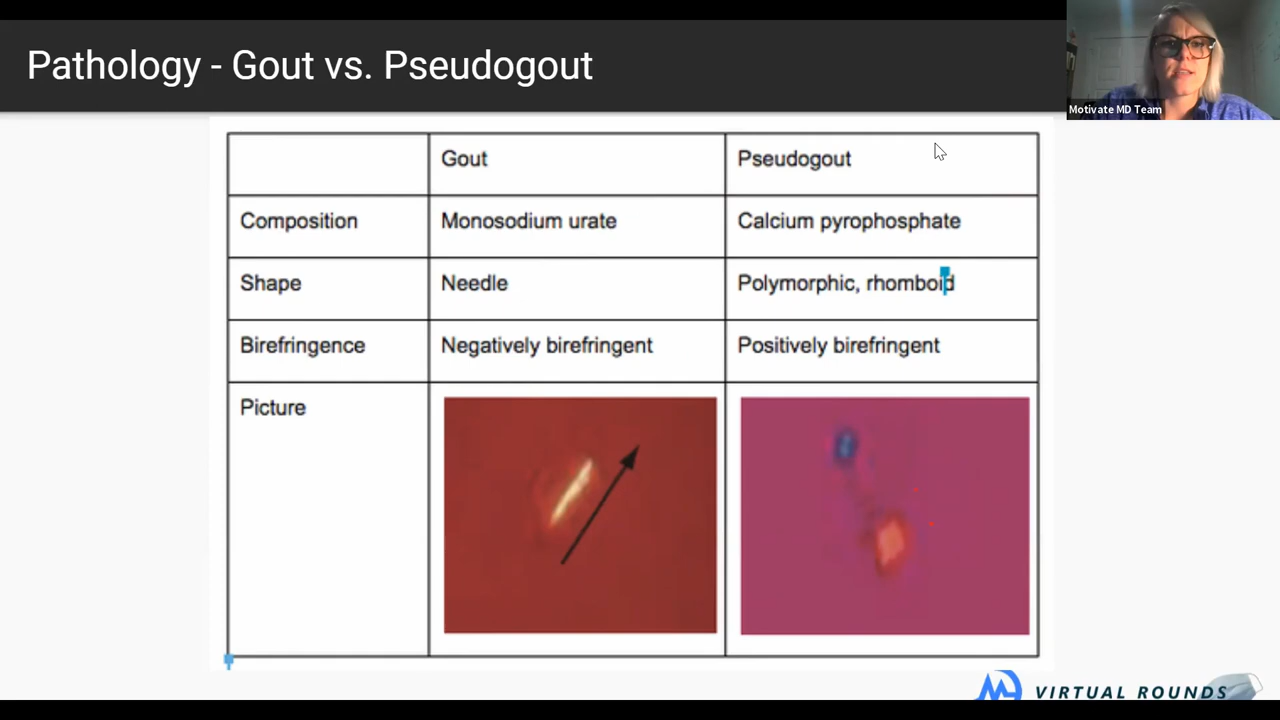 Pathology - Gout vs. Pseudogout
Motivate MD Team
Gout Pseudogout
Composition Monosodium urate Calcium pyrophosphate
Shape Needle Polymorphic, rhomboid
Birefringence Negatively birefringent Positively birefringent
Picture
VIRTUAL ROUNDS